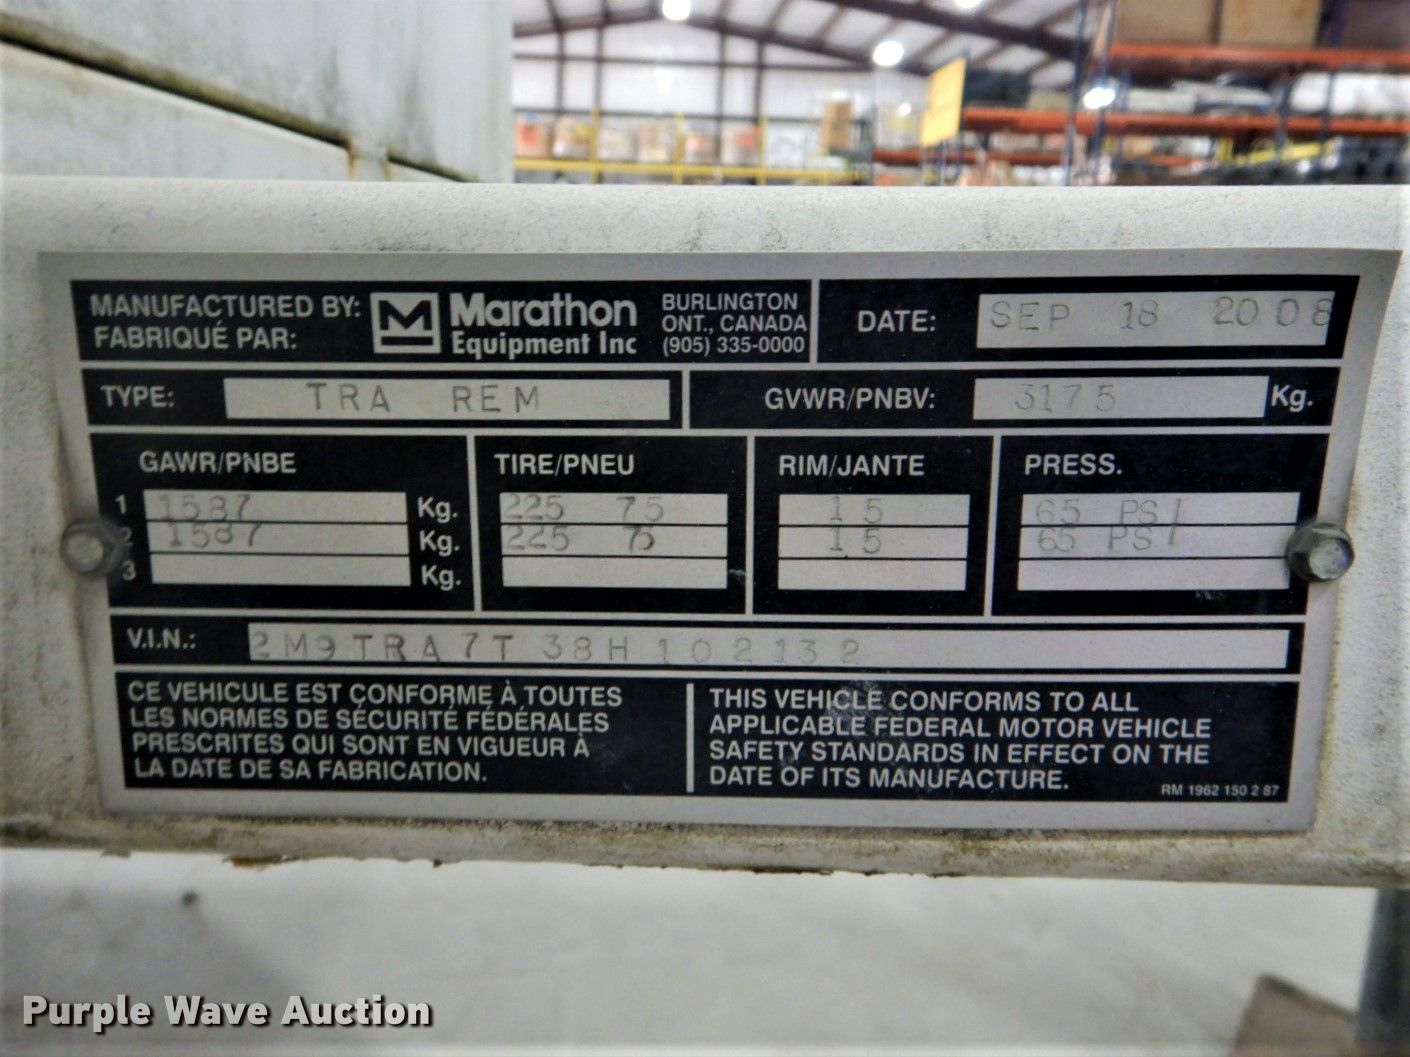 MANUFACTURED BY: Marathon BURLINGTON
FABRIQUÉ PAR: Equipment Inc ONT., CANADA
(905) 335-0000
DATE: SEP 18 2008
TYPE: TRA REM
GVWR/PNBV: 3175 Kg.
GAWR/PNBE TIRE/PNEU RIM/JANTE PRESS.
1 1587 Kg. 225 75 15 65 PSI
2 1587 Kg. 225 75 15 65 PSI
3 Kg.
V.I.N.: 2M9TRA7T38H102132
CE VEHICULE EST CONFORME À TOUTES
LES NORMES DE SÉCURITÉ FÉDÉRALES
PRESCRITES QUI SONT EN VIGUEUR À
LA DATE DE SA FABRICATION.
THIS VEHICLE CONFORMS TO ALL
APPLICABLE FEDERAL MOTOR VEHICLE
SAFETY STANDARDS IN EFFECT ON THE
DATE OF ITS MANUFACTURE.
RM 1962 150 2 87
Purple Wave Auction